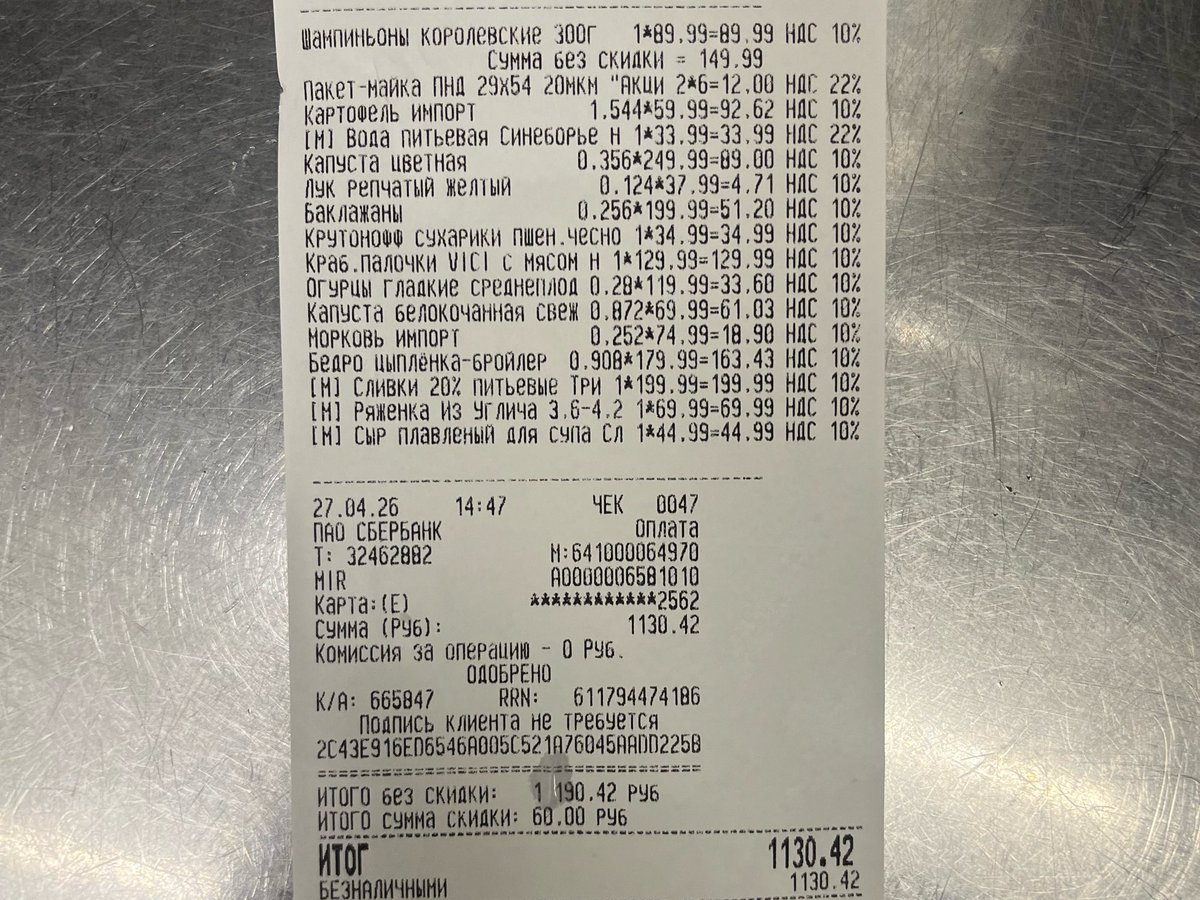 Шампиньоны королевские 300г 1*89.99=89.99 НДС 10%
Сумма без скидки = 149.99
Пакет-майка ПНД 29х54 20мкм "Акци 2*6=12.00 НДС 22%
Картофель импорт 1.544*59.99=92.62 НДС 10%
[М] Вода питьевая Синеборье Н 1*33.99=33.99 НДС 22%
Капуста цветная 0.356*249.99=89.00 НДС 10%
Лук репчатый желтый 0.124*37.99=4.71 НДС 10%
Баклажаны 0.256*199.99=51.20 НДС 10%
Крутонофф сухарики пшен.чесно 1*34.99=34.99 НДС 10%
Краб.палочки VICI с мясом н 1*129.99=129.99 НДС 10%
Огурцы гладкие среднеплод 0.28*119.99=33.60 НДС 10%
Капуста белокочанная свеж 0.872*69.99=61.03 НДС 10%
Морковь импорт 0.252*74.99=18.90 НДС 10%
Бедро цыплёнка-бройлер 0.908*179.99=163.43 НДС 10%
[М] Сливки 20% питьевые Три 1*199.99=199.99 НДС 10%
[М] Ряженка Из Углича 3,6-4,2 1*69.99=69.99 НДС 10%
[М] Сыр плавленый для супа Сл 1*44.99=44.99 НДС 10%
27.04.26 14:47 ЧЕК 0047
ПАО СБЕРБАНК Оплата
Т: 32462882 М:641000064970
MIR A0000006581010
Карта:(E) ************2562
Сумма (Руб): 1130.42
Комиссия за операцию - 0 Руб.
ОДОБРЕНО
К/А: 665847 RRN: 611794474186
Подпись клиента не требуется
2C43E916ED6546A005C521A76045AADD2258
ИТОГО без скидки: 1 190.42 РУб
ИТОГО сумма скидки: 60.00 РУб
ИТОГ 1130.42
БЕЗНАЛИЧНЫМИ 1130.42